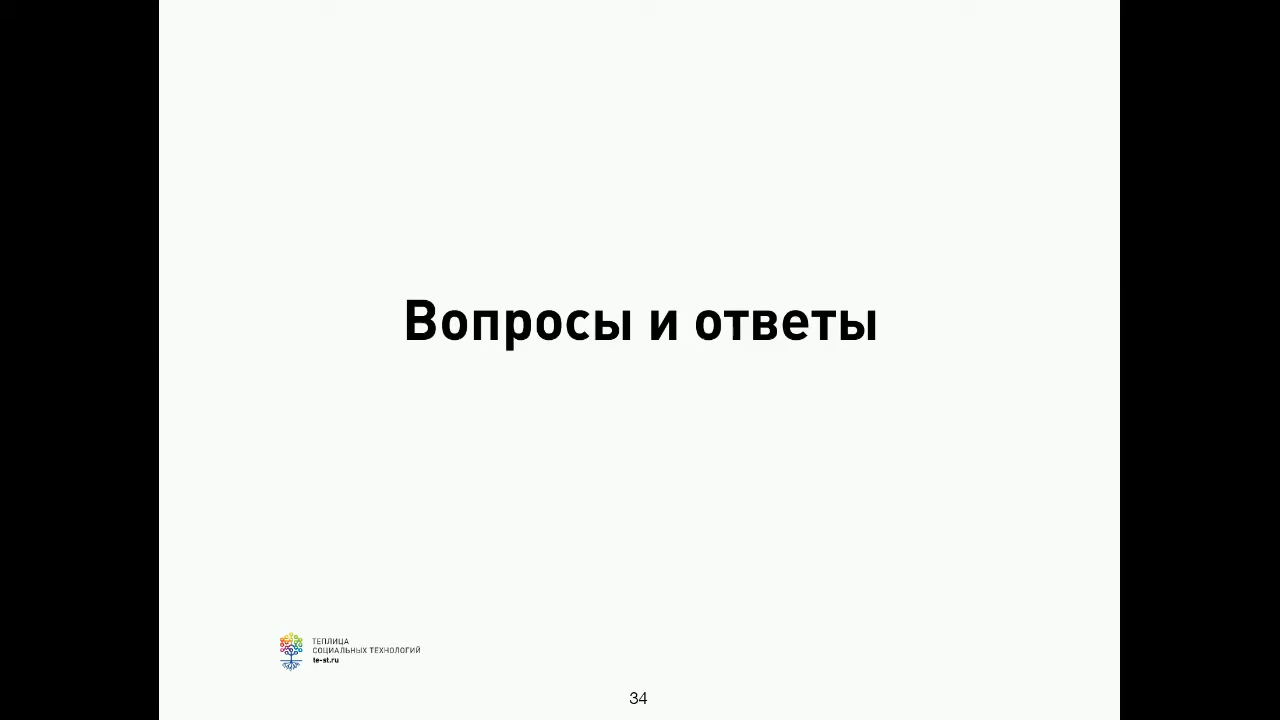 Вопросы и ответы
ТЕПЛИЦА
СОЦИАЛЬНЫХ ТЕХНОЛОГИЙ
te-st.ru
34